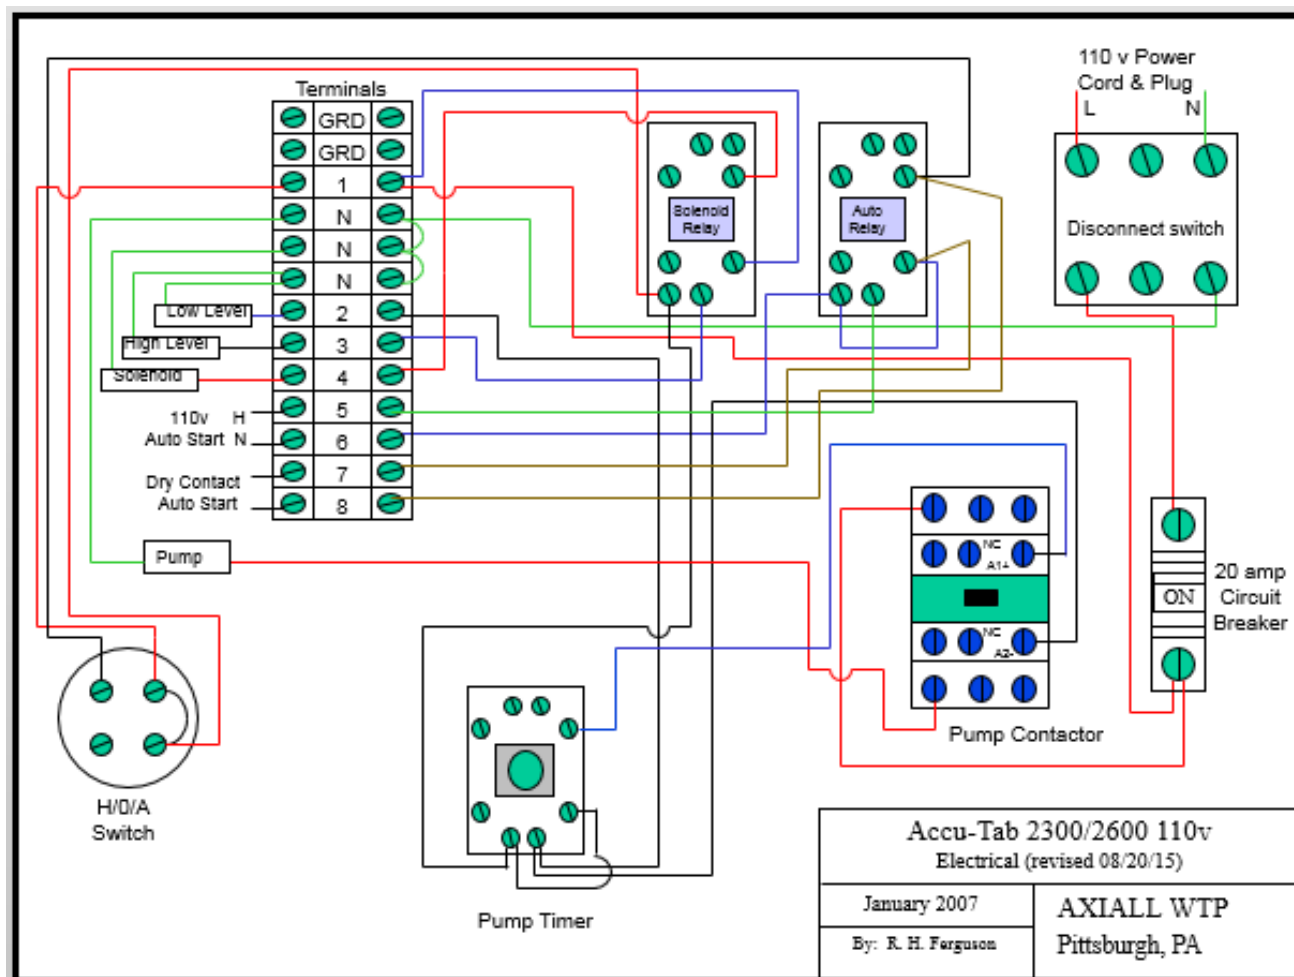 110 v Power
Cord & Plug
L N
Terminals
GRD
GRD
1
N
N
N
2
3
4
5
6
7
8
Low Level
High Level
Solenoid
110v H
Auto Start N
Dry Contact
Auto Start
Pump
Solenoid
Relay
Auto
Relay
Disconnect switch
NC
A1+
NC
A2-
Pump Contactor
ON
20 amp
Circuit
Breaker
H/0/A
Switch
Pump Timer
Accu-Tab 2300/2600 110v
Electrical (revised 08/20/15)
January 2007
By: R. H. Ferguson
AXIALL WTP
Pittsburgh, PA